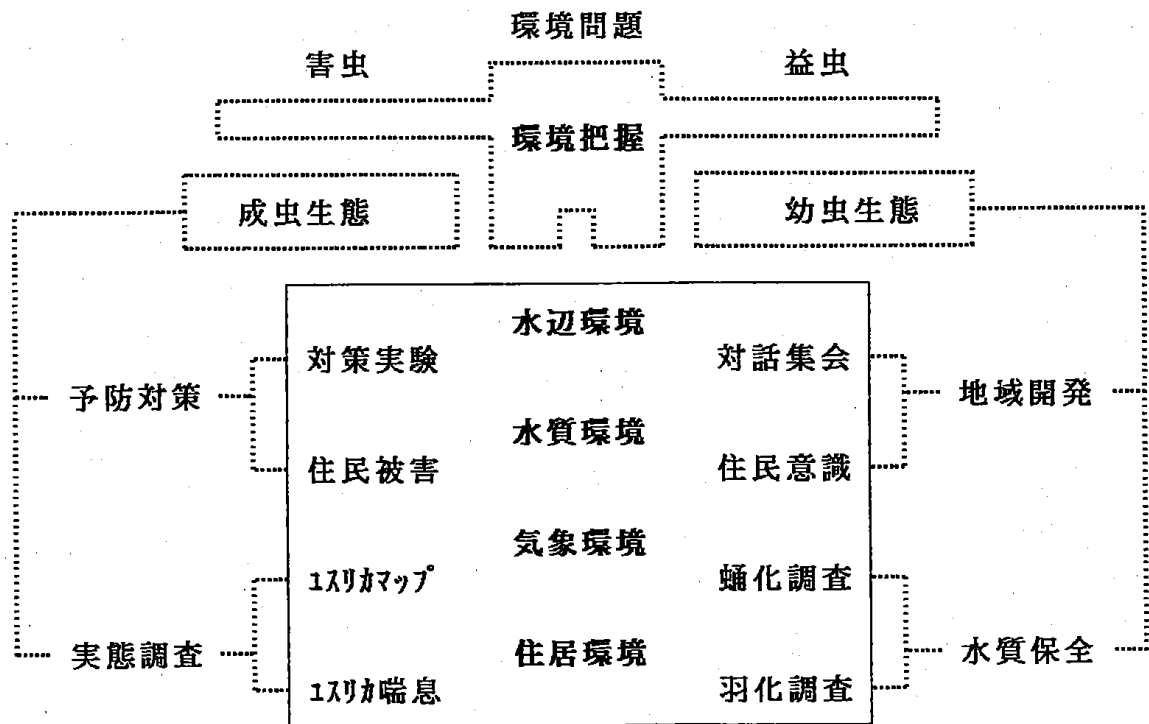 環境問題
害虫
益虫
環境把握
成虫生態
幼虫生態
水辺環境
対策実験
対話集会
予防対策
地域開発
水質環境
住民被害
住民意識
気象環境
ユスリカマップ
蛹化調査
実態調査
住居環境
水質保全
ユスリカ喘息
羽化調査